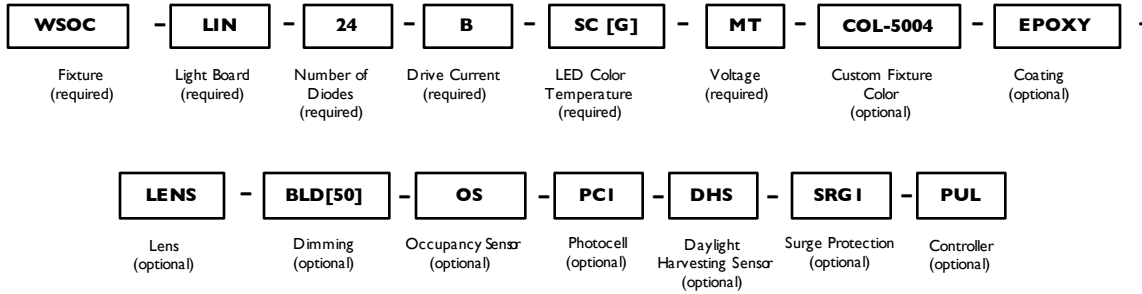 WSOC - LIN - 24 - B - SC [G] - MT - COL-5004 - EPOXY -
Fixture (required)
Light Board (required)
Number of Diodes (required)
Drive Current (required)
LED Color Temperature (required)
Voltage (required)
Custom Fixture Color (optional)
Coating (optional)
LENS - BLD[50] - OS - PC1 - DHS - SRG1 - PUL
Lens (optional)
Dimming (optional)
Occupancy Sensor (optional)
Photocell (optional)
Daylight Harvesting Sensor (optional)
Surge Protection (optional)
Controller (optional)